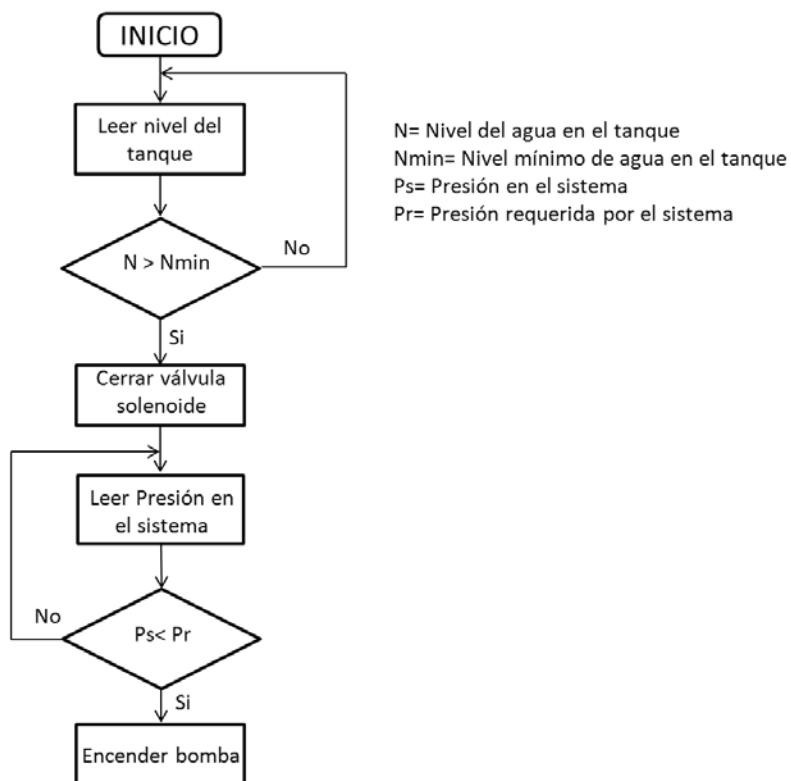 INICIO
Leer nivel del
tanque
N= Nivel del agua en el tanque
Nmin= Nivel mínimo de agua en el tanque
Ps= Presión en el sistema
Pr= Presión requerida por el sistema
N > Nmin
No
Si
Cerrar válvula
solenoide
Leer Presión en
el sistema
No
Ps< Pr
Si
Encender bomba